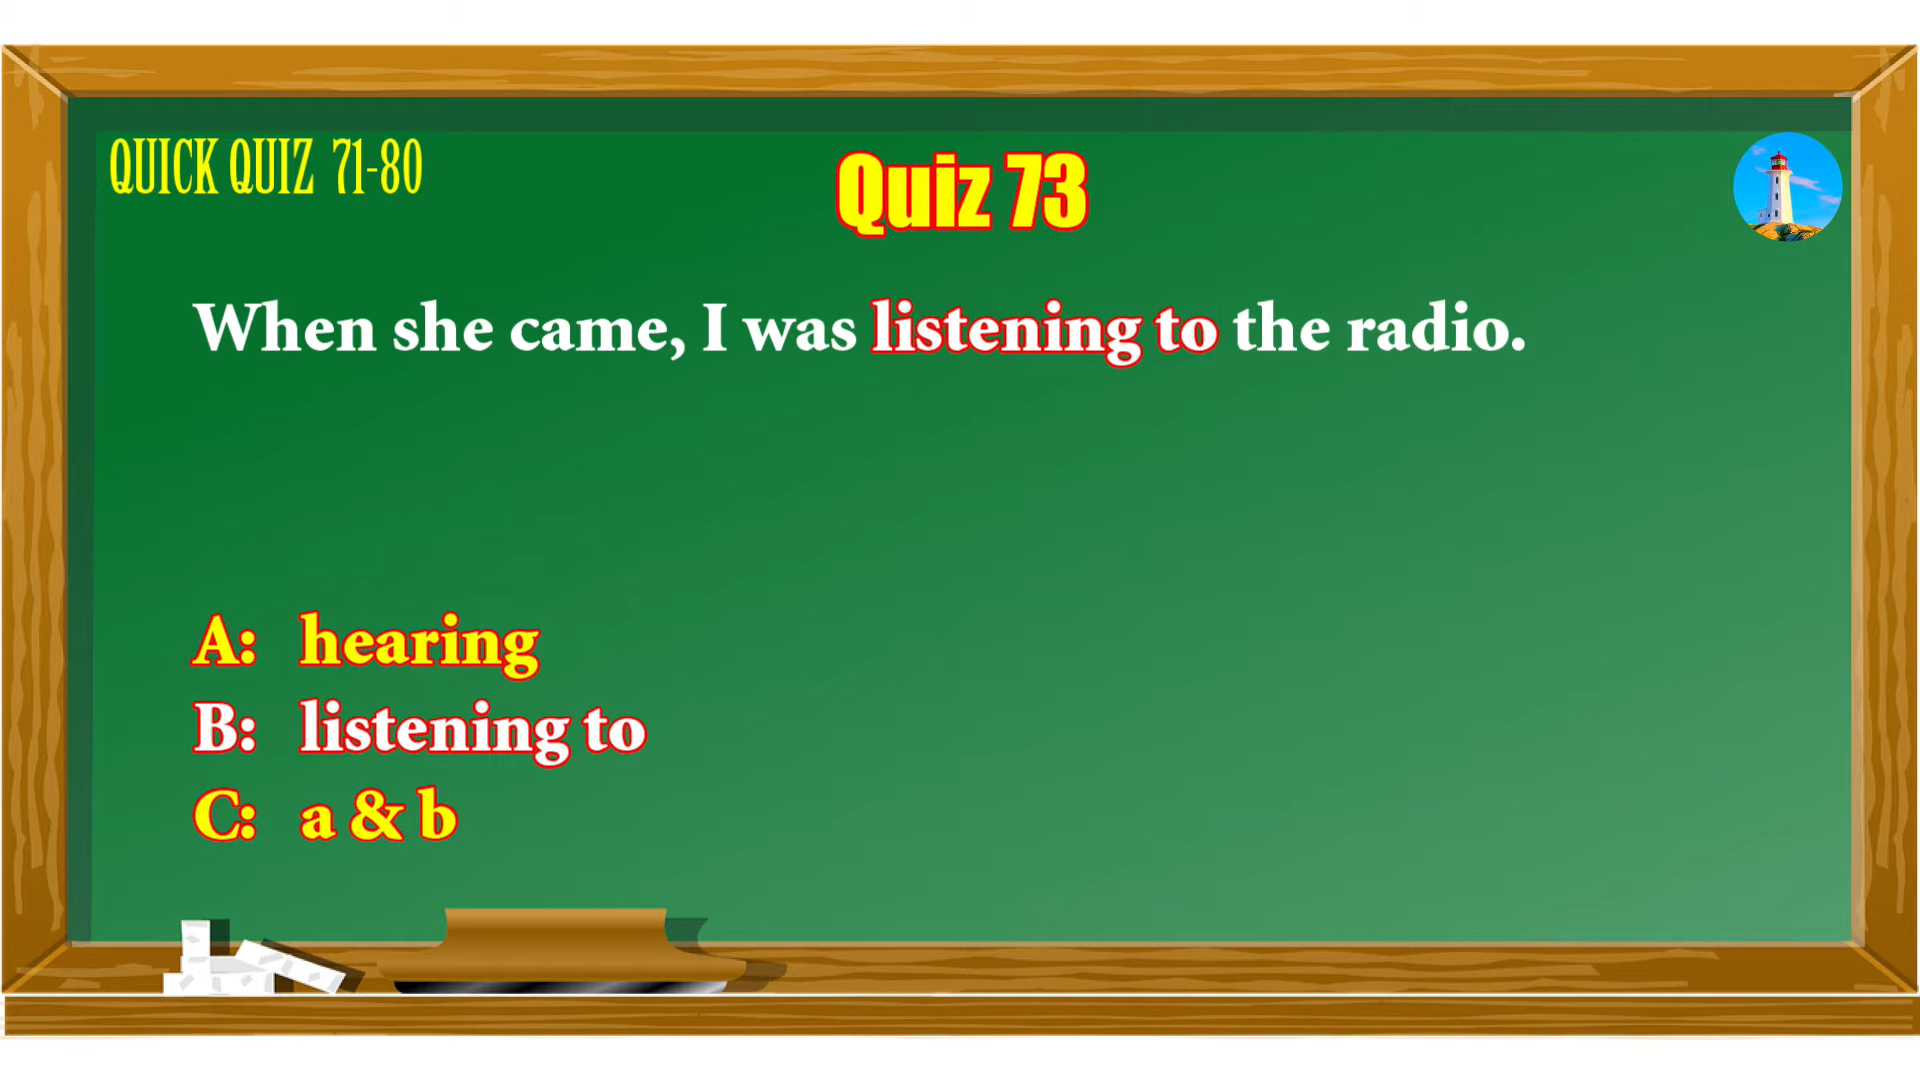 QUICK QUIZ 71-80
Quiz 73
When she came, I was listening to the radio.
A: hearing
B: listening to
C: a & b